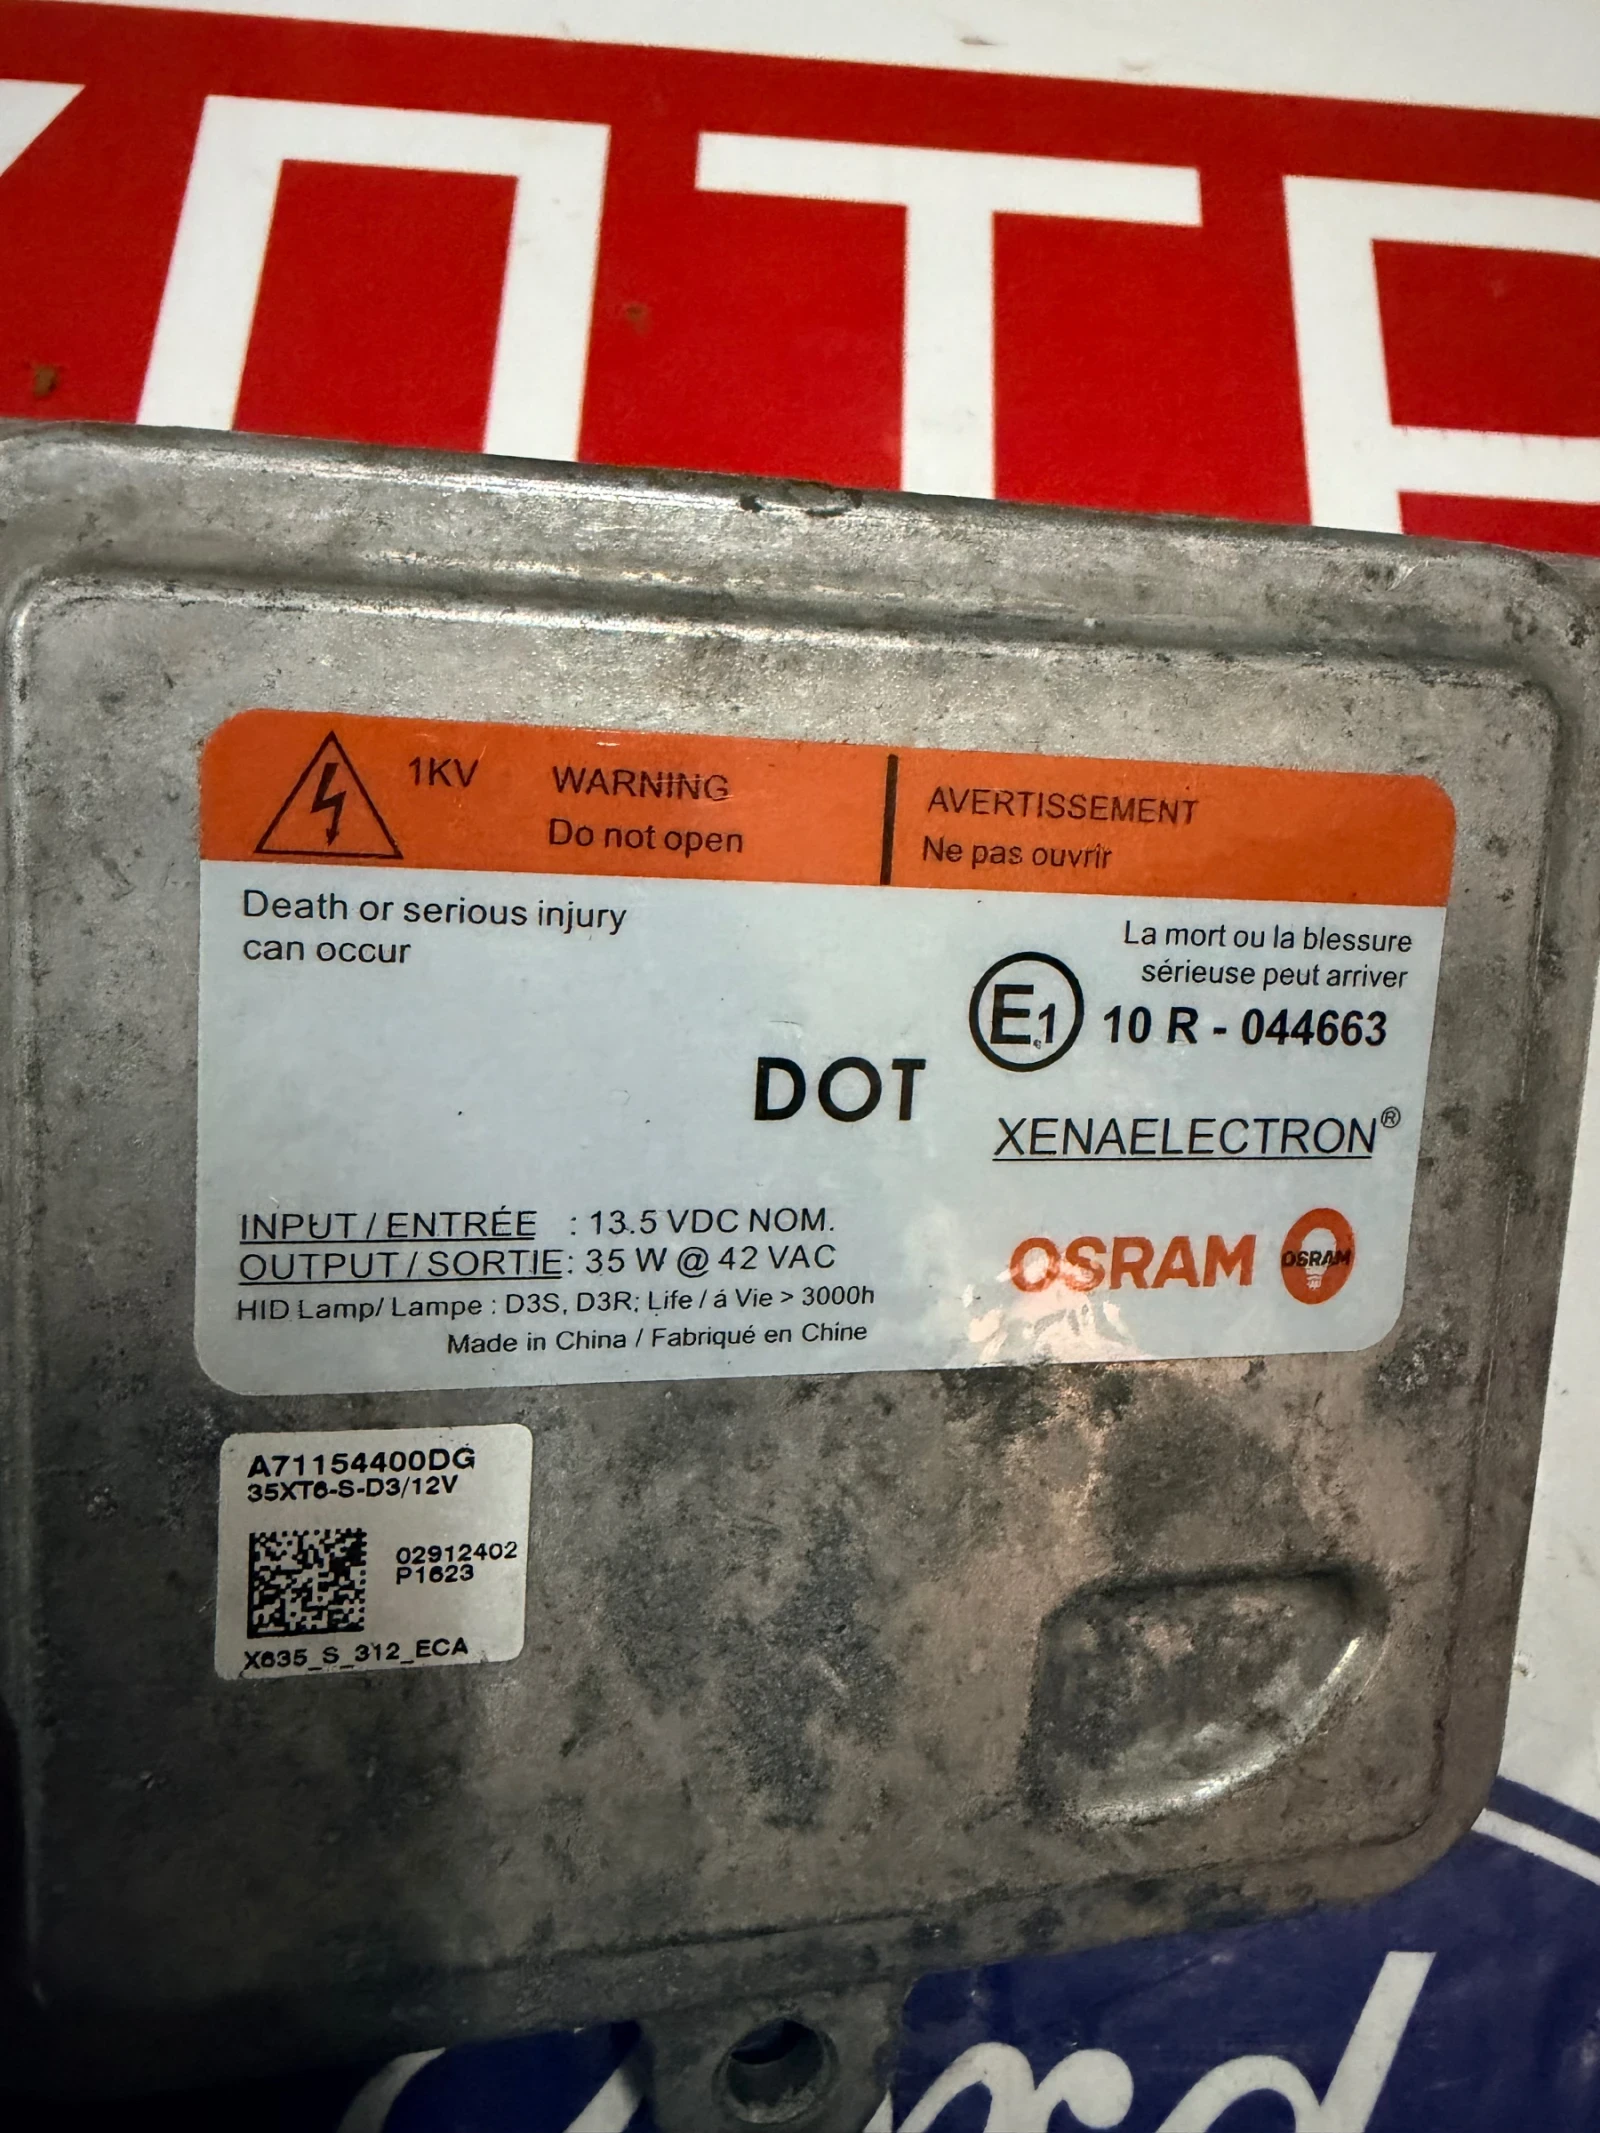 OTP
1KV
WARNING
Do not open
AVERTISSEMENT
Ne pas ouvrir
Death or serious injury
can occur
La mort ou la blessure
sérieuse peut arriver
E1 10 R - 044663
DOT
XENAELECTRON®
INPUT / ENTRÉE : 13.5 VDC NOM.
OUTPUT / SORTIE: 35 W @ 42 VAC
HID Lamp/ Lampe : D3S, D3R; Life / á Vie > 3000h
Made in China / Fabriqué en Chine
OSRAM OSRAM
A71154400DG
35XT6-S-D3/12V
02912402
P1623
X635_S_312_ECA
Ford